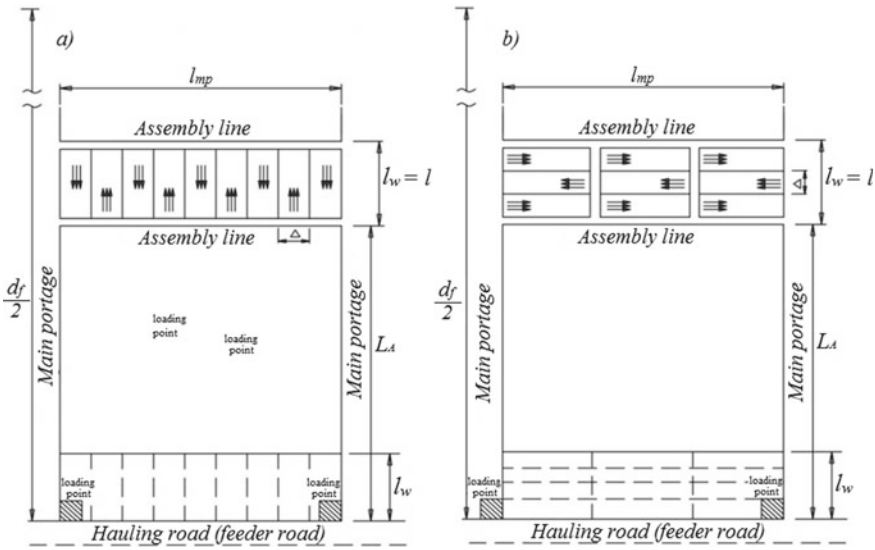 a)
l_mp
Assembly line
l_w = l
Assembly line
Δ
d_f
2
Main portage
loading
point
loading
point
Main portage
L_A
loading
point
loading
point
l_w
Hauling road (feeder road)
b)
l_mp
Assembly line
Δ
l_w = l
Assembly line
d_f
2
Main portage
Main portage
L_A
loading
point
loading
point
l_w
Hauling road (feeder road)